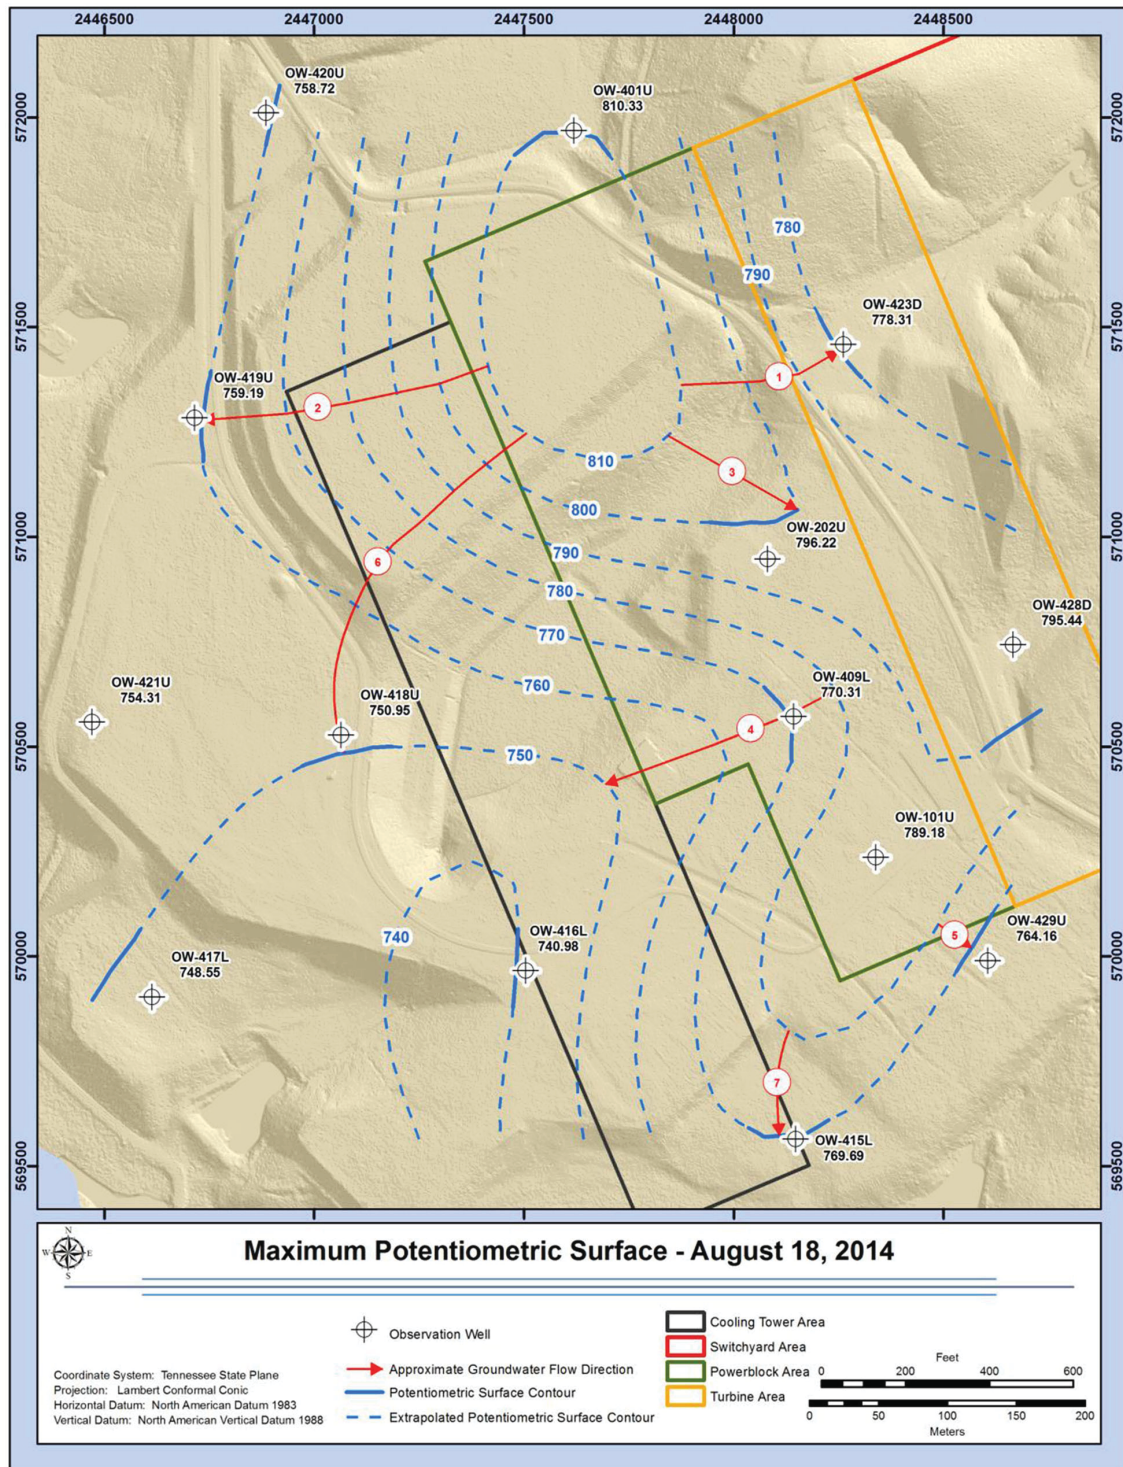 2446500
2447000
2447500
2448000
2448500
572000
572000
571500
571500
571000
571000
570500
570500
570000
570000
569500
569500
OW-420U
758.72
OW-401U
810.33
780
790
OW-423D
778.31
OW-419U
759.19
1
2
810
3
800
OW-202U
796.22
790
6
780
OW-428D
795.44
770
OW-421U
754.31
OW-418U
750.95
760
OW-409L
770.31
4
750
OW-101U
789.18
740
OW-417L
748.55
OW-416L
740.98
5
OW-429U
764.16
7
OW-415L
769.69
N
W
E
S
Maximum Potentiometric Surface - August 18, 2014
Observation Well
Approximate Groundwater Flow Direction
Potentiometric Surface Contour
Extrapolated Potentiometric Surface Contour
Cooling Tower Area
Switchyard Area
Powerblock Area
Turbine Area
Feet
0 200 400 600
0 50 100 150 200
Meters
Coordinate System: Tennessee State Plane
Projection: Lambert Conformal Conic
Horizontal Datum: North American Datum 1983
Vertical Datum: North American Vertical Datum 1988